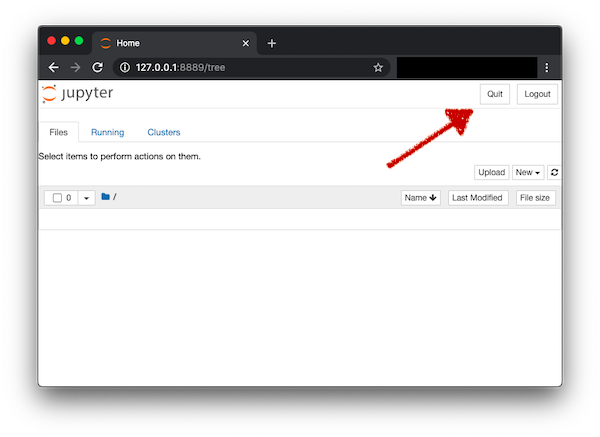 Home
127.0.0.1:8889/tree
jupyter
Quit Logout
Files Running Clusters
Select items to perform actions on them.
Upload New
0 / Name Last Modified File size